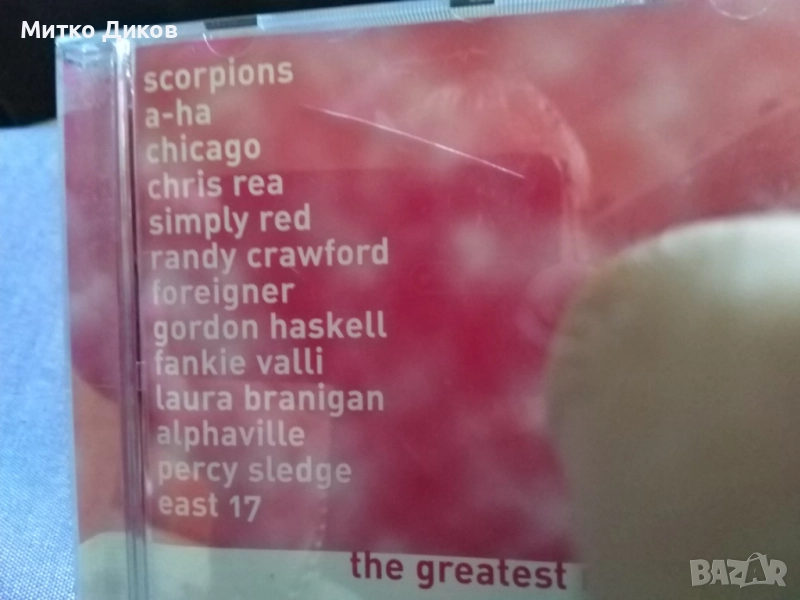 Митко Диков
scorpions
a-ha
chicago
chris rea
simply red
randy crawford
foreigner
gordon haskell
fankie valli
laura branigan
alphaville
percy sledge
east 17
the greatest
BAZAR